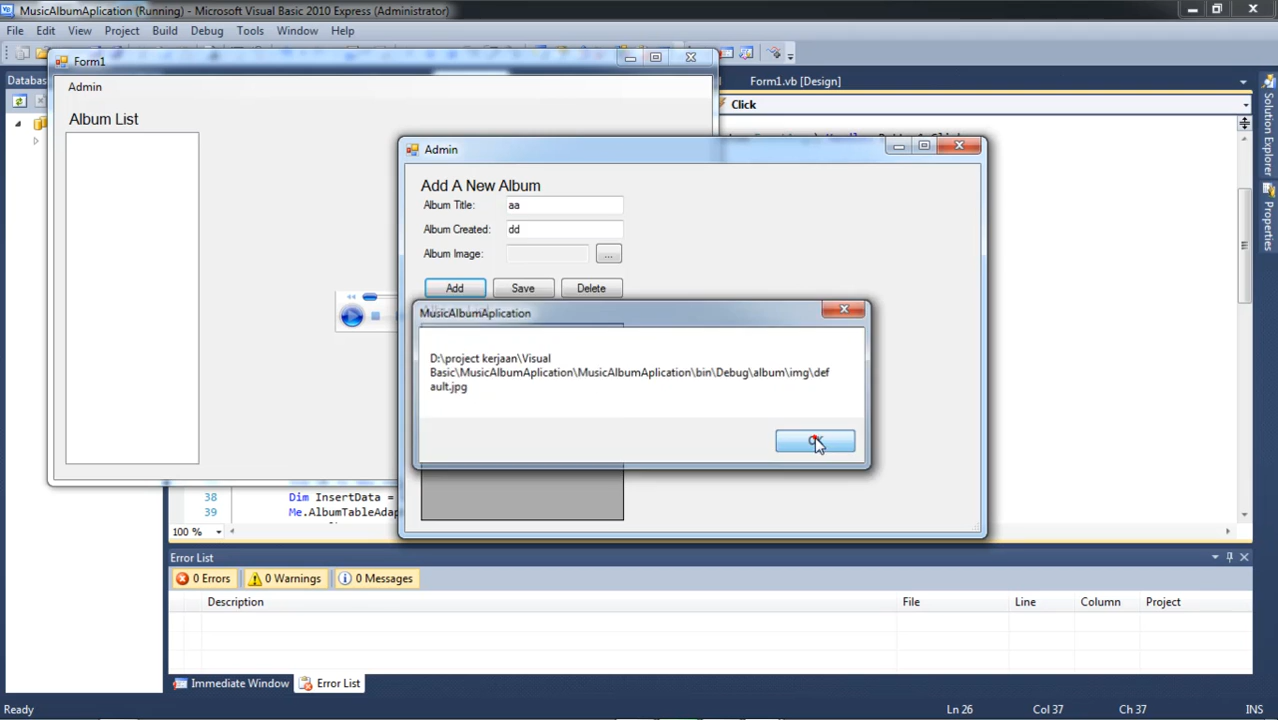 MusicAlbumAplication (Running) - Microsoft Visual Basic 2010 Express (Administrator)
File Edit View Project Build Debug Tools Window Help
Form1
Databas
Form1.vb [Design]
Admin
Click
Album List
Admin
Add A New Album
Album Title: aa
Album Created: dd
Album Image: ...
Add Save Delete
MusicAlbumAplication
D:\project kerjaan\Visual
Basic\MusicAlbumAplication\MusicAlbumAplication\bin\Debug\album\img\def
ault.jpg
38 Dim InsertData =
39 Me.AlbumTableAdap
100 %
Solution Explorer
Properties
Error List
0 Errors 0 Warnings 0 Messages
Description File Line Column Project
Immediate Window Error List
Ready Ln 26 Col 37 Ch 37 INS